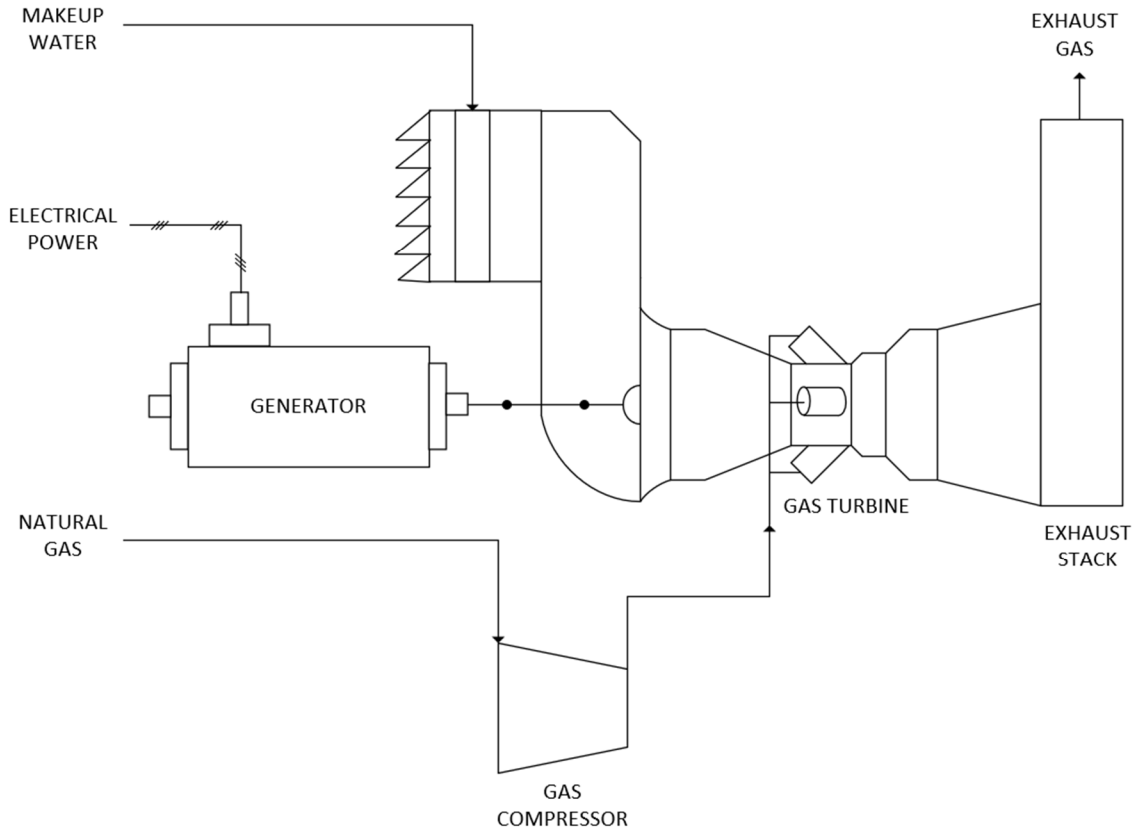 MAKEUP
WATER
EXHAUST
GAS
ELECTRICAL
POWER
GENERATOR
NATURAL
GAS
GAS TURBINE
EXHAUST
STACK
GAS
COMPRESSOR